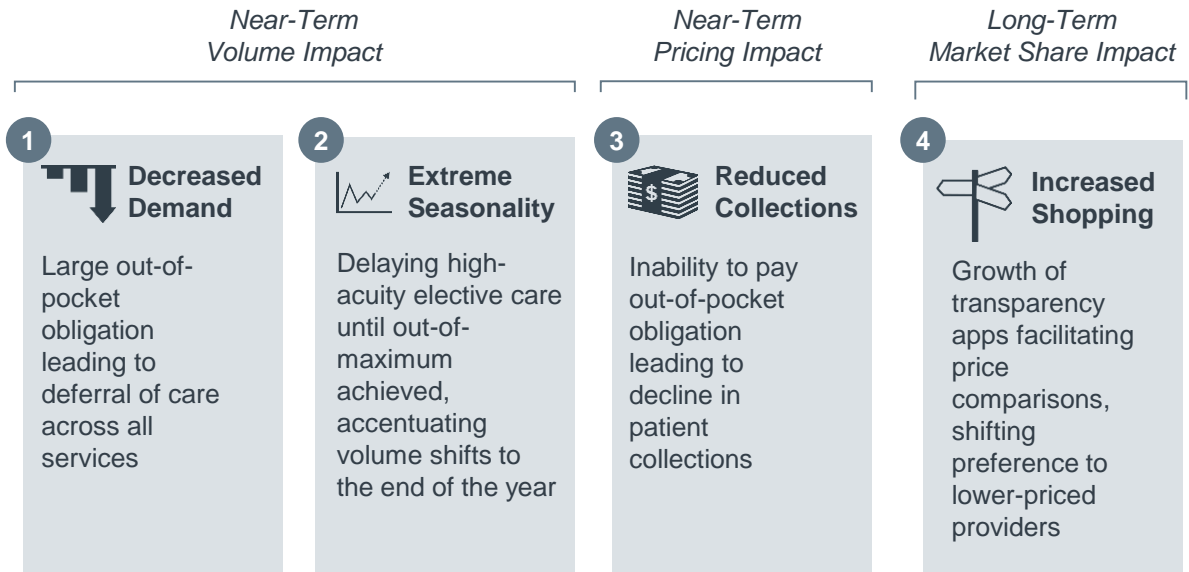 Near-Term
Volume Impact
Near-Term
Pricing Impact
Long-Term
Market Share Impact
1
Decreased
Demand
Large out-of-
pocket
obligation
leading to
deferral of care
across all
services
2
Extreme
Seasonality
Delaying high-
acuity elective care
until out-of-
maximum
achieved,
accentuating
volume shifts to
the end of the year
3
$
Reduced
Collections
Inability to pay
out-of-pocket
obligation
leading to
decline in
patient
collections
4
Increased
Shopping
Growth of
transparency
apps facilitating
price
comparisons,
shifting
preference to
lower-priced
providers